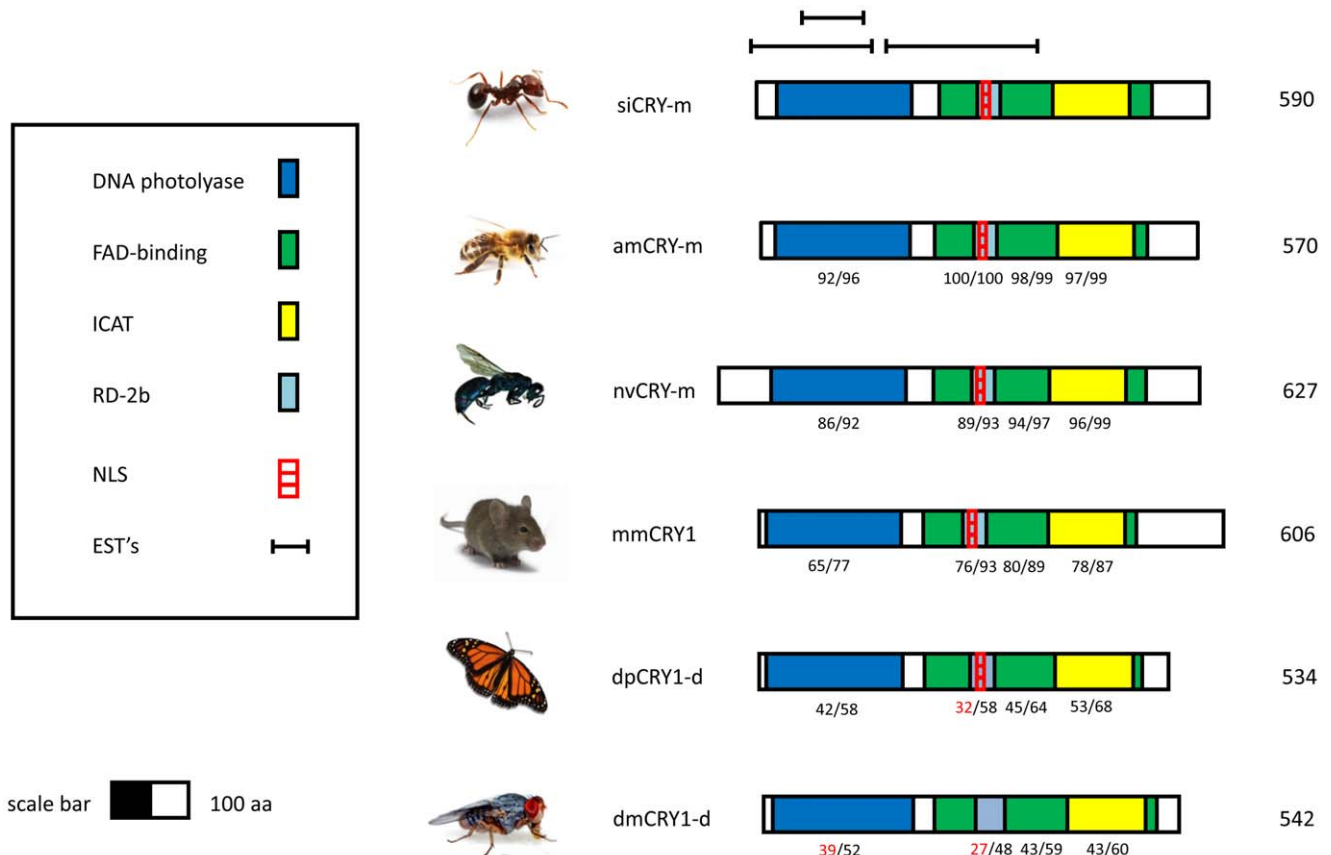 siCRY-m 590
DNA photolyase
FAD-binding
ICAT
RD-2b
NLS
EST's
amCRY-m 570
92/96 100/100 98/99 97/99
nvCRY-m 627
86/92 89/93 94/97 96/99
mmCRY1 606
65/77 76/93 80/89 78/87
dpCRY1-d 534
42/58 32/58 45/64 53/68
scale bar 100 aa
dmCRY1-d 542
39/52 27/48 43/59 43/60